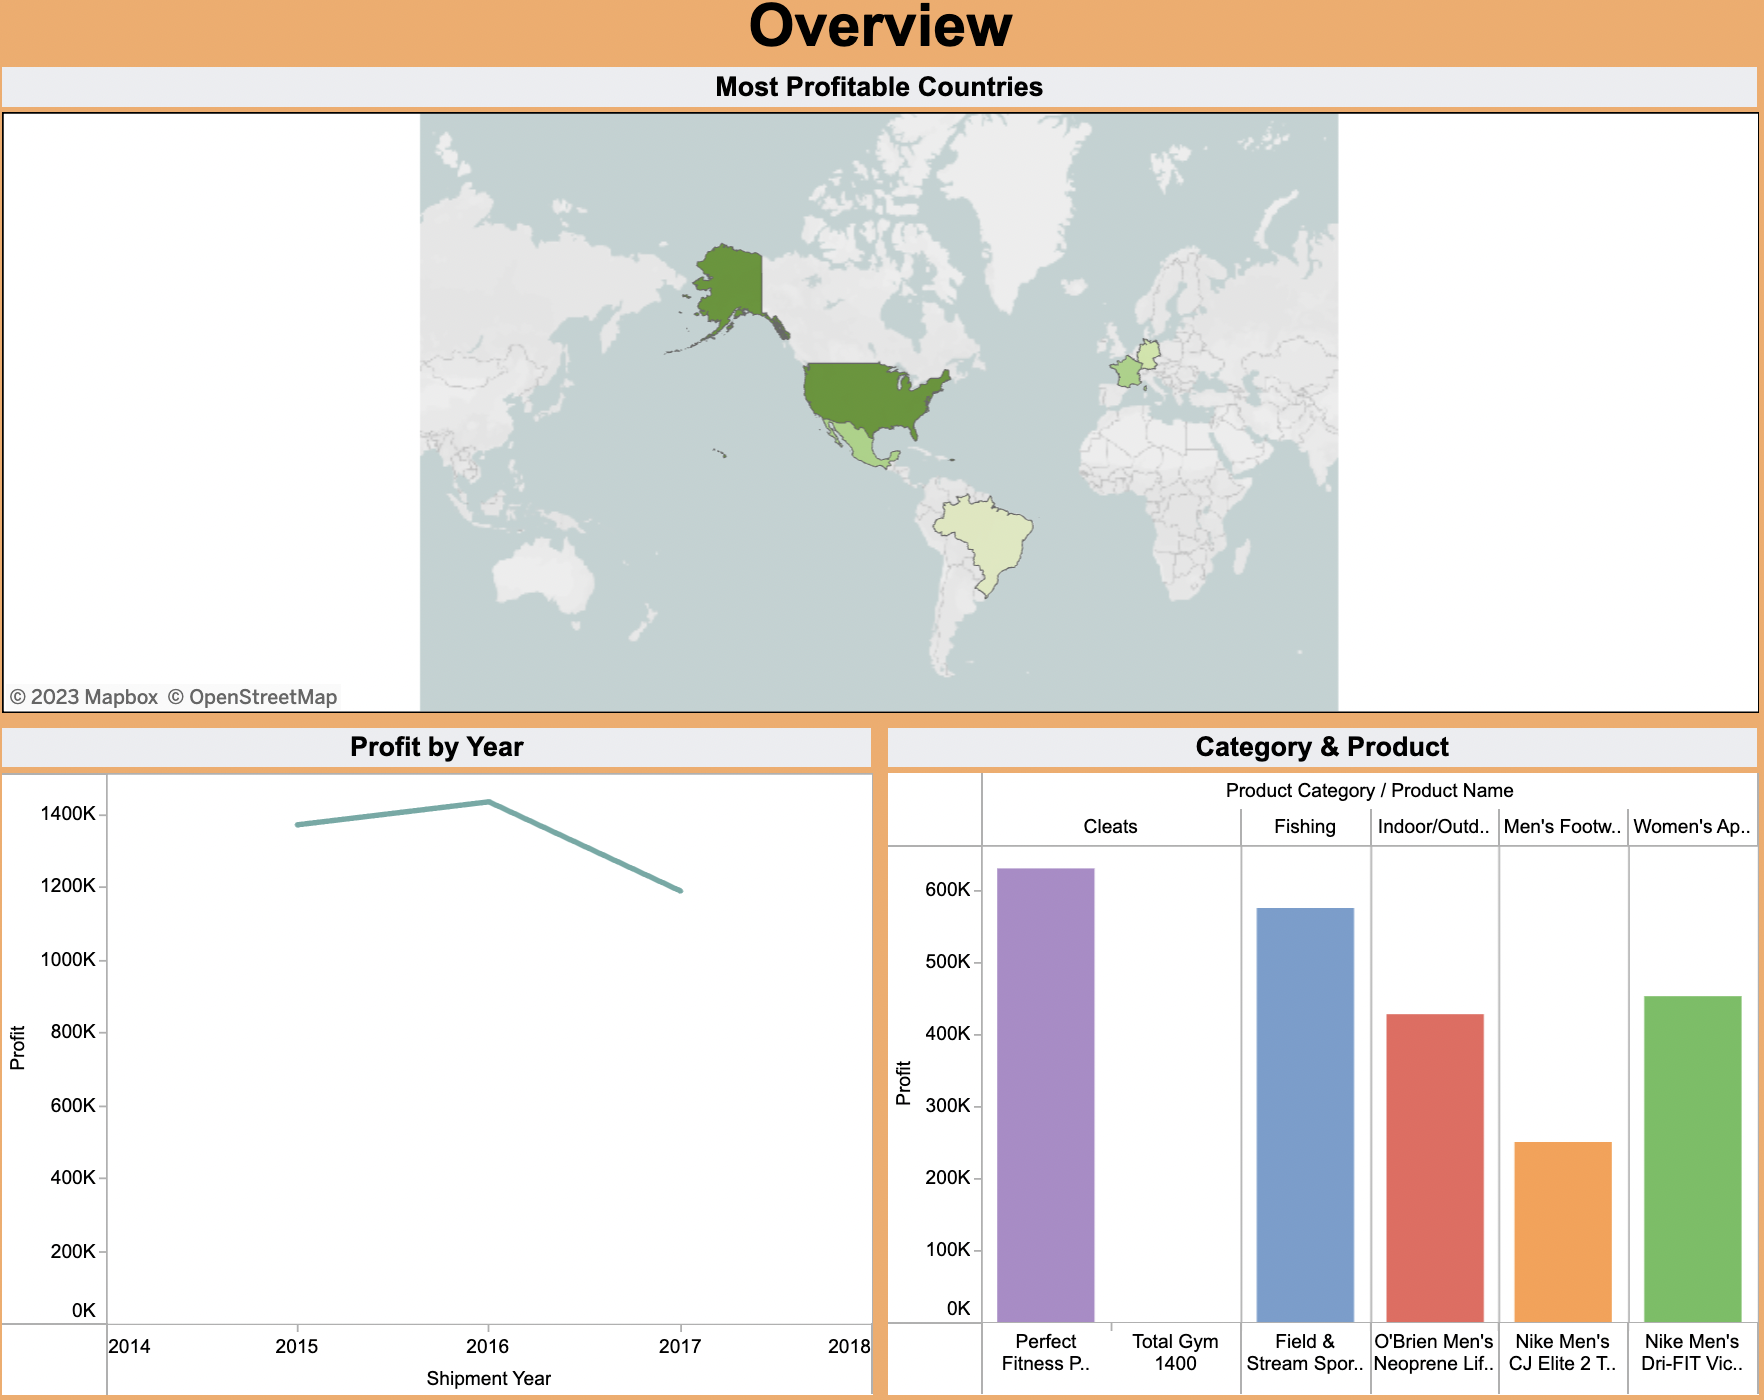 Overview
Most Profitable Countries
© 2023 Mapbox © OpenStreetMap
Profit by Year
1400K
1200K
1000K
800K
600K
400K
200K
0K
Profit
2014 2015 2016 2017 2018
Shipment Year
Category & Product
Product Category / Product Name
Cleats Fishing Indoor/Outd.. Men's Footw.. Women's Ap..
600K
500K
400K
300K
200K
100K
0K
Profit
Perfect Total Gym Field & O'Brien Men's Nike Men's Nike Men's
Fitness P.. 1400 Stream Spor.. Neoprene Lif.. CJ Elite 2 T.. Dri-FIT Vic..